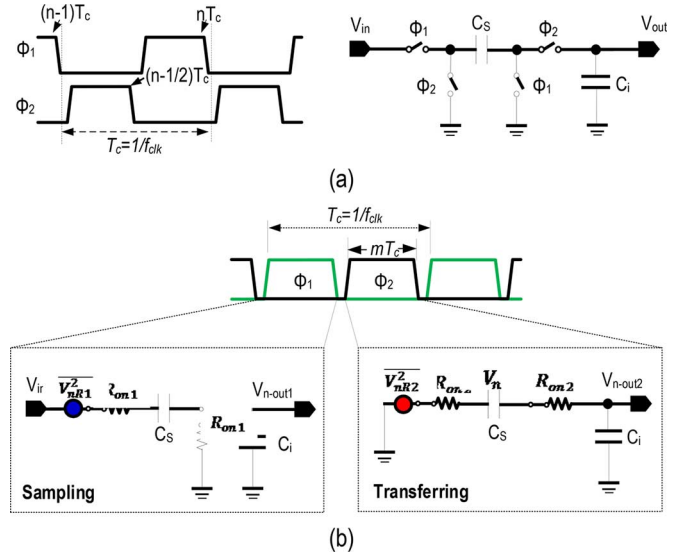 (n-1)Tc nTc
Φ1
(n-1/2)Tc
Φ2
Tc=1/fclk
Vin Φ1 CS Φ2 Vout
Φ2 Φ1 Ci
(a)
Tc=1/fclk
mTc
Φ1 Φ2
Vir V²nR1 Ron1 Vn-out1
CS Ron1 Ci
Sampling
V²nR2 Vn Ron2 Vn-out2
CS Ci
Transferring
(b)